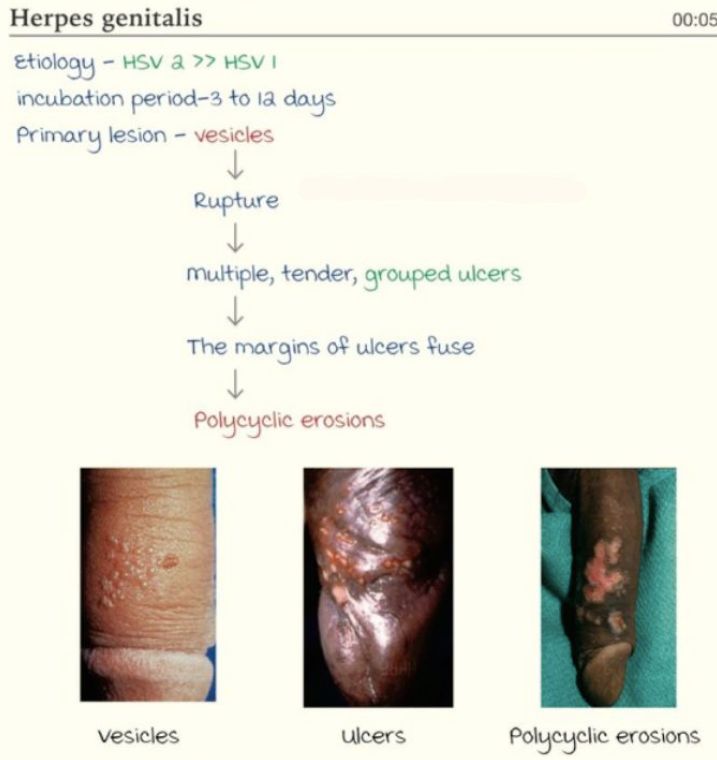 Herpes genitalis 00:05
Etiology - HSV 2 >> HSV 1
incubation period-3 to 12 days
Primary lesion - vesicles
↓
Rupture
↓
multiple, tender, grouped ulcers
↓
The margins of ulcers fuse
↓
Polycyclic erosions
vesicles ulcers Polycyclic erosions